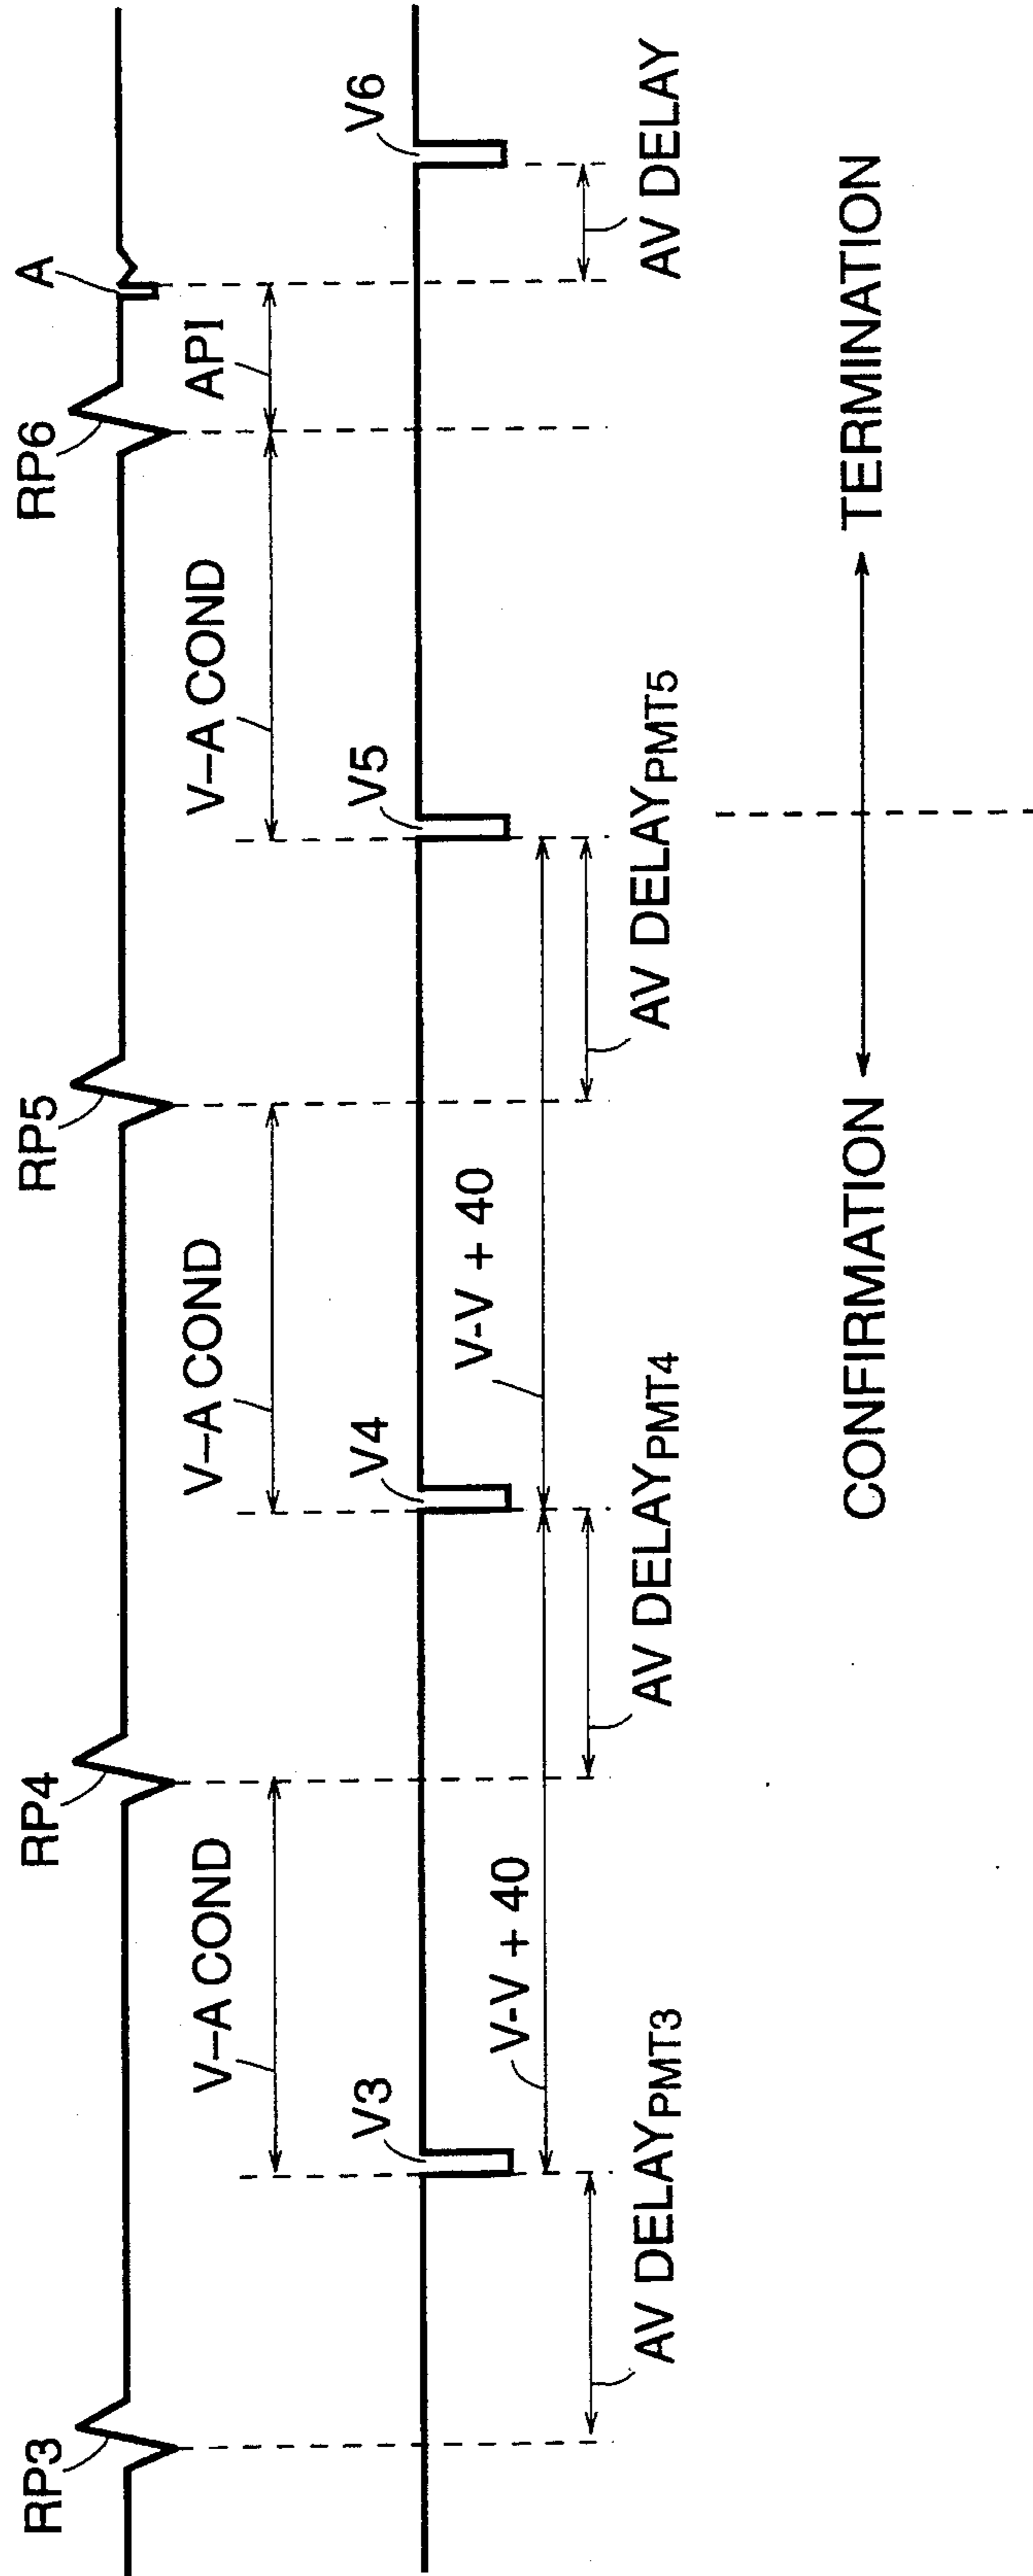 RP3
RP4
RP5
RP6
A
V–A COND
V–A COND
V–A COND
API
V3
V4
V5
V6
V-V + 40
V-V + 40
AV DELAYPMT3
AV DELAYPMT4
AV DELAYPMT5
AV DELAY
CONFIRMATION
TERMINATION